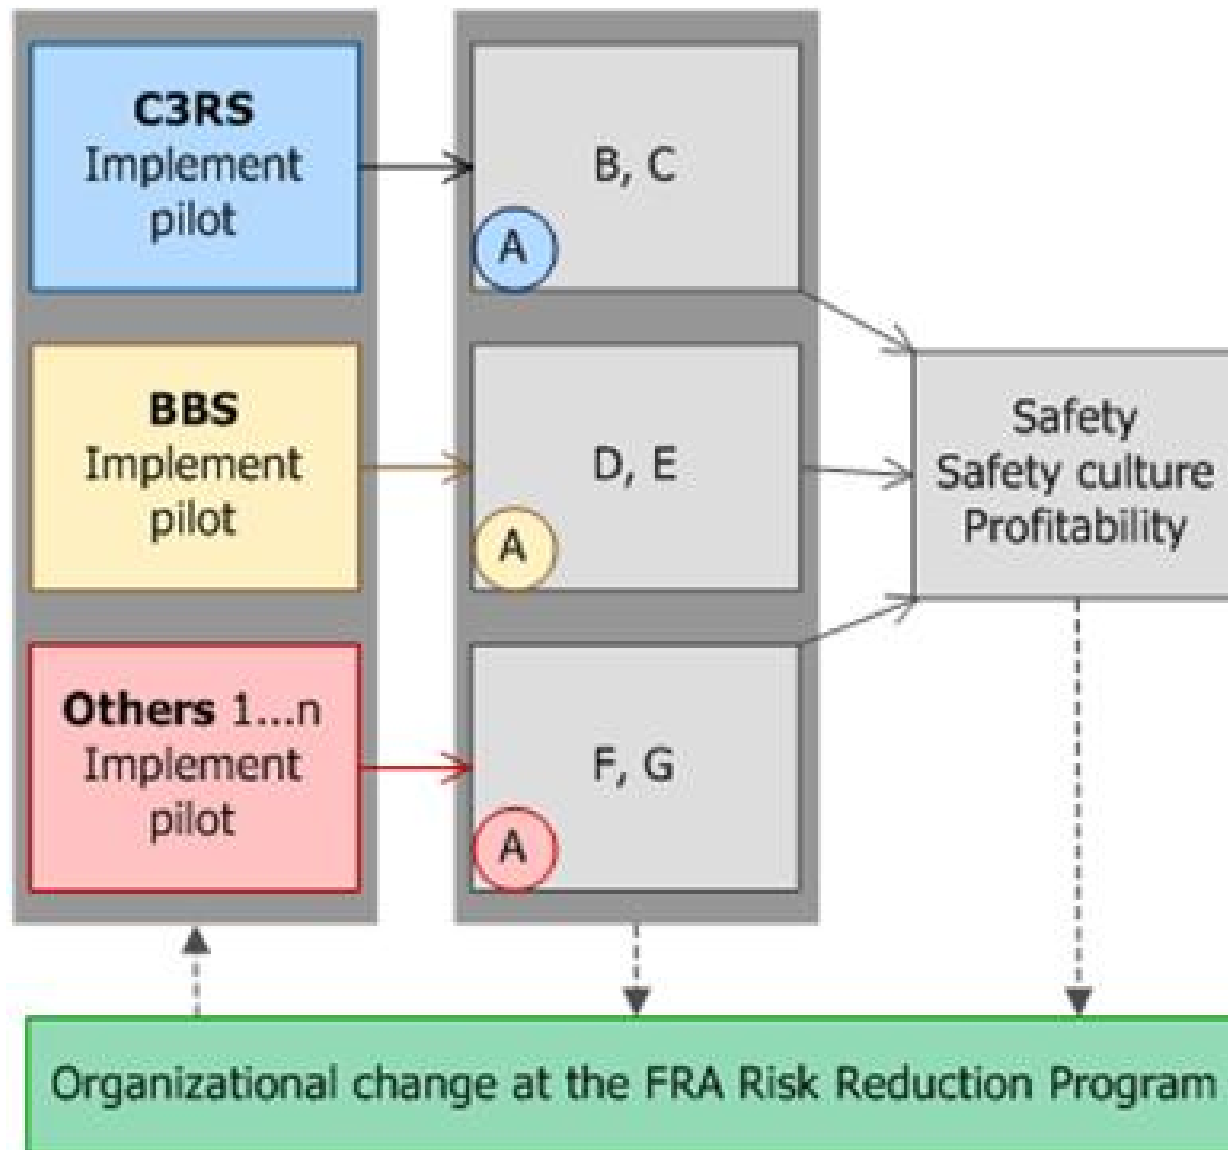 C3RS
Implement
pilot
B, C
A
BBS
Implement
pilot
D, E
A
Others 1...n
Implement
pilot
F, G
A
Safety
Safety culture
Profitability
Organizational change at the FRA Risk Reduction Program